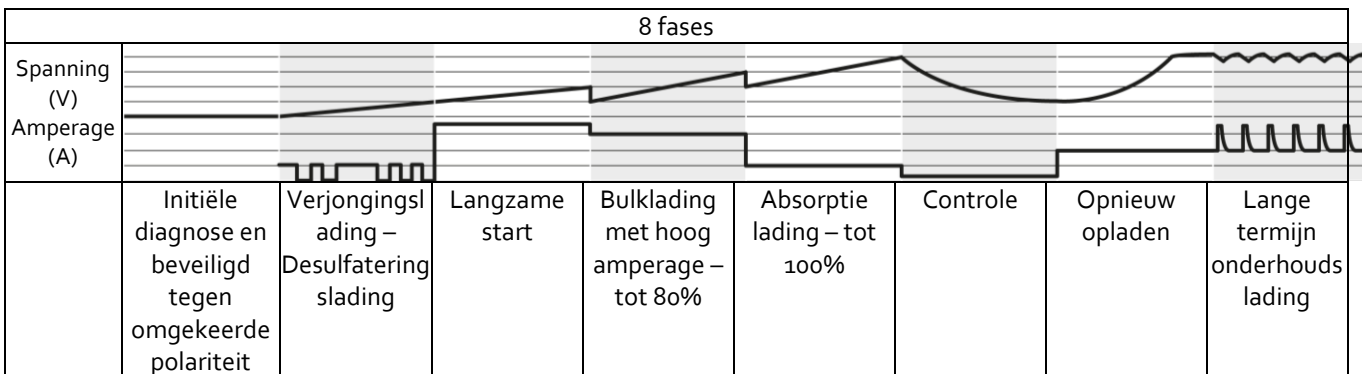 8 fases
Spanning
(V)
Amperage
(A)
Initiële
diagnose en
beveiligd
tegen
omgekeerde
polariteit
Verjongingsl
ading –
Desulfatering
slading
Langzame
start
Bulklading
met hoog
amperage –
tot 80%
Absorptie
lading – tot
100%
Controle
Opnieuw
opladen
Lange
termijn
onderhouds
lading